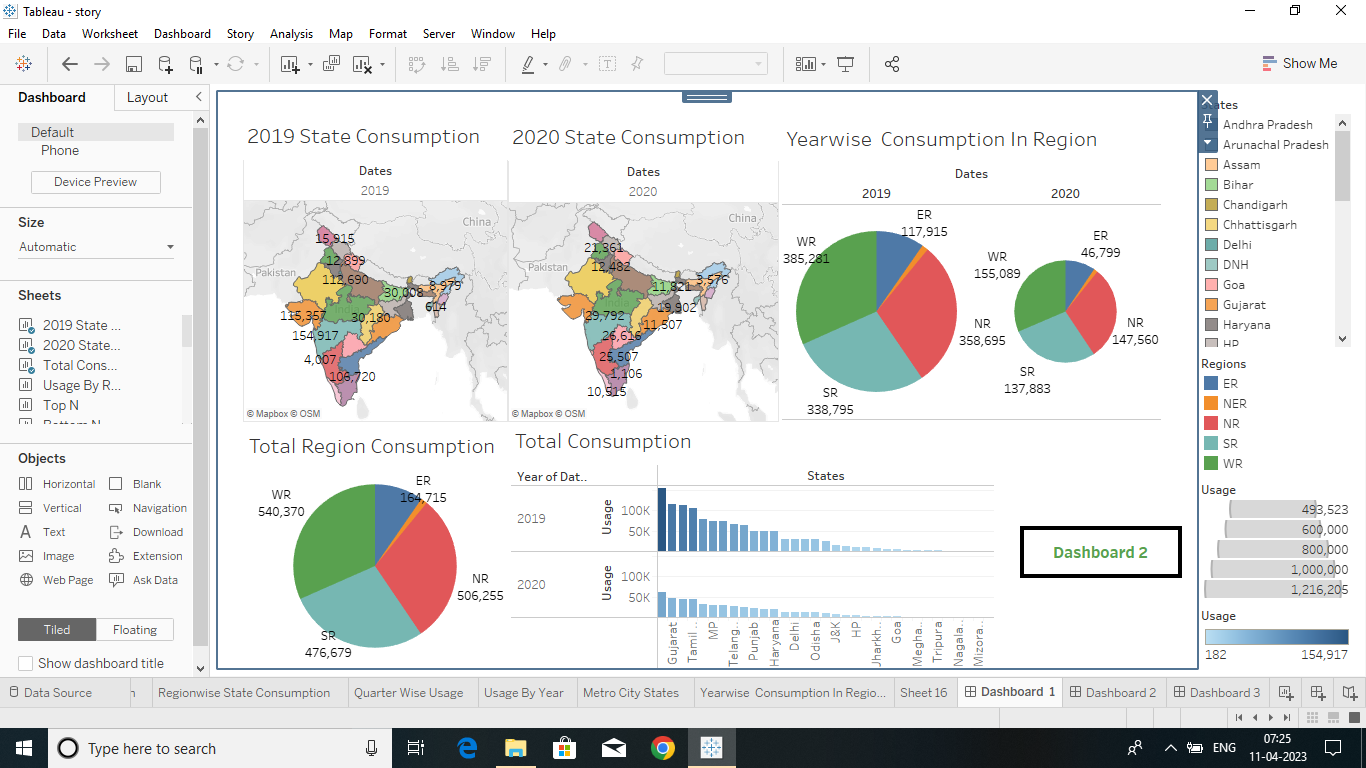 Tableau - story
File Data Worksheet Dashboard Story Analysis Map Format Server Window Help
Show Me
Dashboard Layout
Default
Phone
Device Preview
Size
Automatic
Sheets
2019 State ...
2020 State...
Total Cons...
Usage By R...
Top N
Bottom N
Objects
Horizontal Blank
Vertical Navigation
Text Download
Image Extension
Web Page Ask Data
Tiled Floating
Show dashboard title
2019 State Consumption
Dates
2019
China
Pakistan
15,915
12,899
112,690
30,008
8,979
614
115,357
30,180
154,917
4,007
106,720
© Mapbox © OSM
2020 State Consumption
Dates
2020
China
Pakistan
21,361
12,482
11,821
3,576
19,902
29,792
11,507
26,616
25,507
1,106
10,515
© Mapbox © OSM
Yearwise Consumption In Region
Dates
2019 2020
ER
117,915
WR
385,281
NR
358,695
SR
338,795
ER
46,799
WR
155,089
NR
147,560
SR
137,883
Total Region Consumption
ER
164,715
WR
540,370
NR
506,255
SR
476,679
Total Consumption
Year of Dat..
States
2019
Usage
100K
50K
2020
Usage
100K
50K
Gujarat
Tamil ..
MP
Telang..
Punjab
Haryana
Delhi
Odisha
J&K
HP
Jharkh..
Goa
Megha..
Tripura
Nagala..
Mizora..
Dashboard 2
States
Andhra Pradesh
Arunachal Pradesh
Assam
Bihar
Chandigarh
Chhattisgarh
Delhi
DNH
Goa
Gujarat
Haryana
HP
Regions
ER
NER
NR
SR
WR
Usage
493,523
600,000
800,000
1,000,000
1,216,205
Usage
182 154,917
Data Source
Regionwise State Consumption
Quarter Wise Usage
Usage By Year
Metro City States
Yearwise Consumption In Regio...
Sheet 16
Dashboard 1
Dashboard 2
Dashboard 3
Type here to search
ENG
07:25
11-04-2023